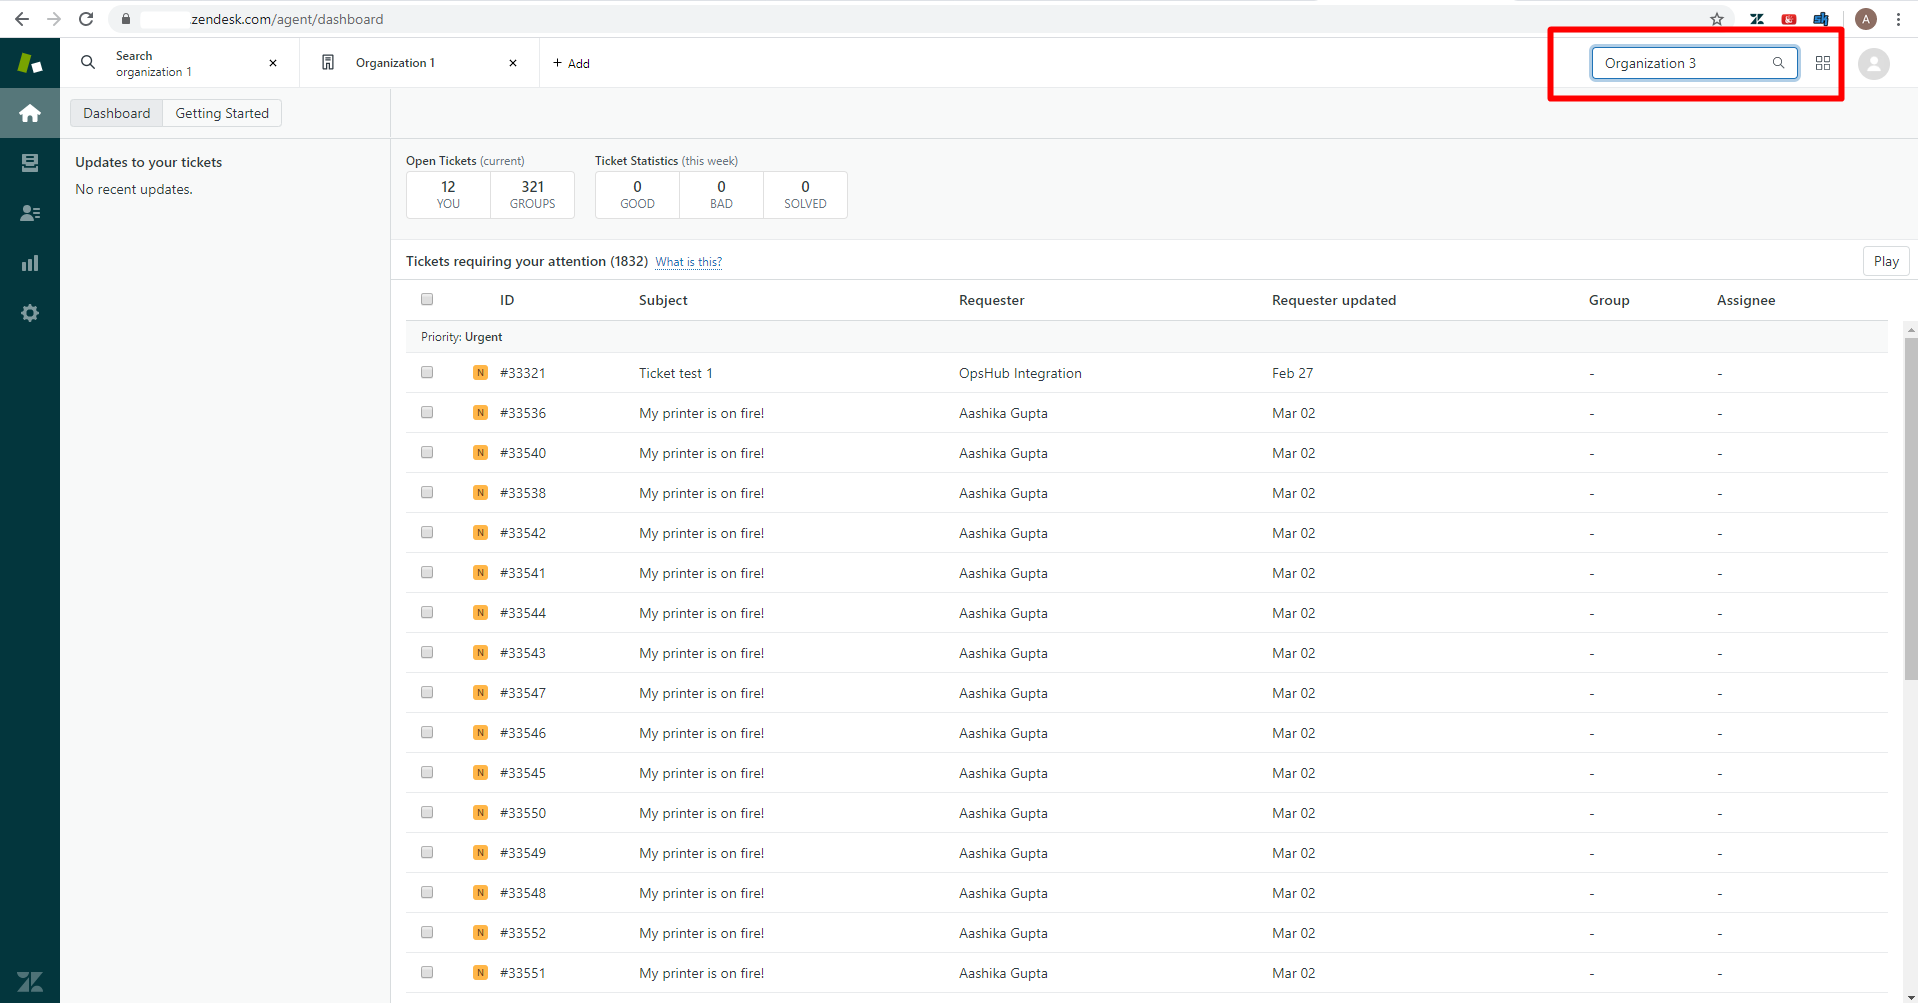 .zendesk.com/agent/dashboard
A
Search
organization 1
Organization 1
+ Add
Organization 3
Dashboard
Getting Started
Updates to your tickets
No recent updates.
Open Tickets (current)
Ticket Statistics (this week)
12
321
0
0
0
YOU
GROUPS
GOOD
BAD
SOLVED
Tickets requiring your attention (1832) What is this?
Play
ID Subject Requester Requester updated Group Assignee
Priority: Urgent
N #33321 Ticket test 1 OpsHub Integration Feb 27 - -
N #33536 My printer is on fire! Aashika Gupta Mar 02 - -
N #33540 My printer is on fire! Aashika Gupta Mar 02 - -
N #33538 My printer is on fire! Aashika Gupta Mar 02 - -
N #33542 My printer is on fire! Aashika Gupta Mar 02 - -
N #33541 My printer is on fire! Aashika Gupta Mar 02 - -
N #33544 My printer is on fire! Aashika Gupta Mar 02 - -
N #33543 My printer is on fire! Aashika Gupta Mar 02 - -
N #33547 My printer is on fire! Aashika Gupta Mar 02 - -
N #33546 My printer is on fire! Aashika Gupta Mar 02 - -
N #33545 My printer is on fire! Aashika Gupta Mar 02 - -
N #33550 My printer is on fire! Aashika Gupta Mar 02 - -
N #33549 My printer is on fire! Aashika Gupta Mar 02 - -
N #33548 My printer is on fire! Aashika Gupta Mar 02 - -
N #33552 My printer is on fire! Aashika Gupta Mar 02 - -
N #33551 My printer is on fire! Aashika Gupta Mar 02 - -